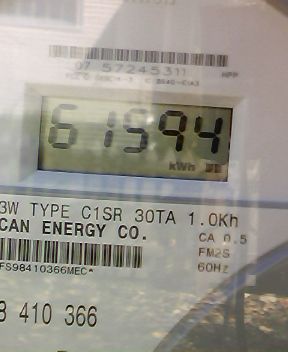 07 57245311
61594
kWh
3W TYPE C1SR 30TA 1.0Kh
CAN ENERGY CO. CA 0.5
FM2S
FS98410366MEC* 60Hz
8 410 366